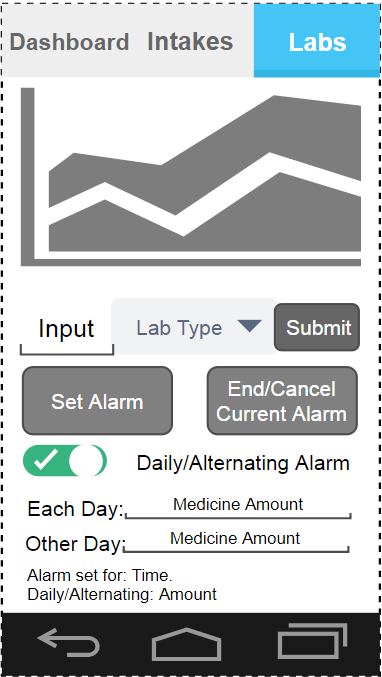 Dashboard Intakes Labs
Input Lab Type Submit
Set Alarm
End/Cancel
Current Alarm
Daily/Alternating Alarm
Each Day: Medicine Amount
Other Day: Medicine Amount
Alarm set for: Time.
Daily/Alternating: Amount